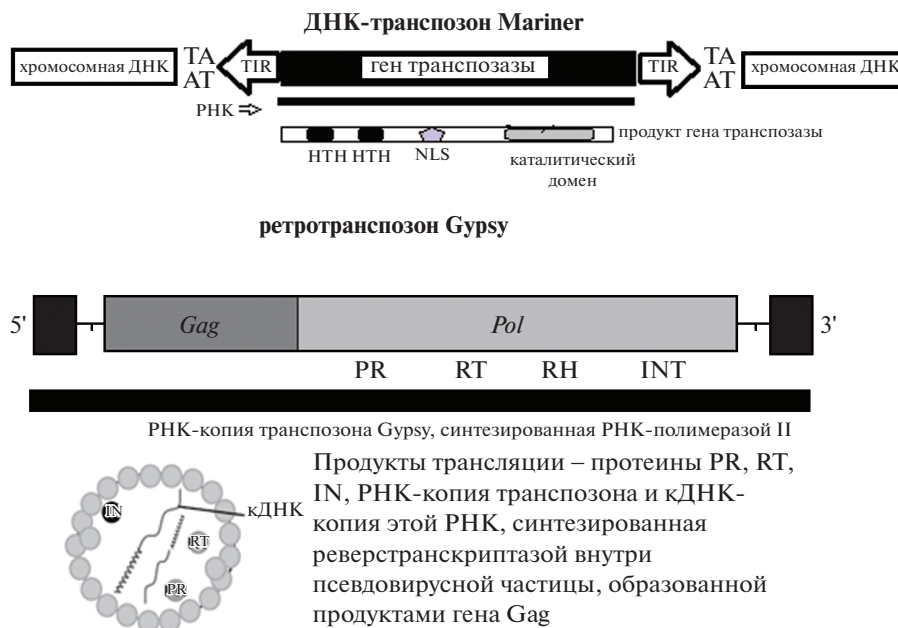 ДНК-транспозон Mariner
хромосомная ДНК
TA
AT
TIR
ген транспозазы
TIR
TA
AT
хромосомная ДНК
РНК
продукт гена транспозазы
HTH HTH NLS
каталитический
домен
ретротранспозон Gypsy
5'
Gag
Pol
3'
PR RT RH INT
РНК-копия транспозона Gypsy, синтезированная РНК-полимеразой II
IN
RT
PR
кДНК
Продукты трансляции – протеины PR, RT,
IN, РНК-копия транспозона и кДНК-
копия этой РНК, синтезированная
реверстранскриптазой внутри
псевдовирусной частицы, образованной
продуктами гена Gag